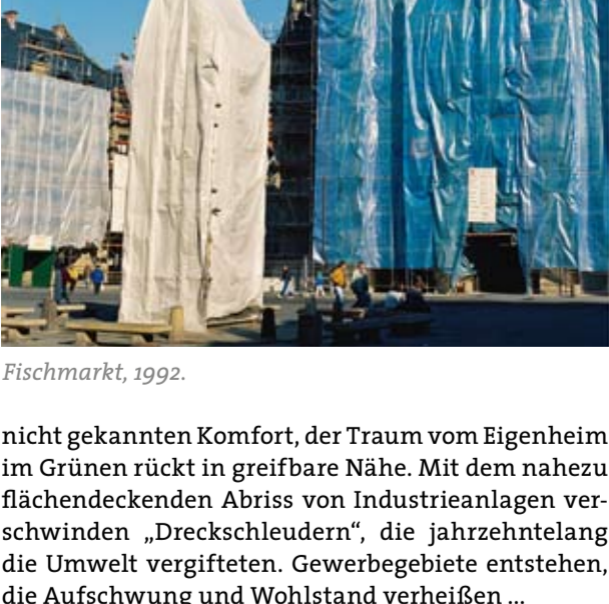 Fischmarkt, 1992.
nicht gekannten Komfort, der Traum vom Eigenheim
im Grünen rückt in greifbare Nähe. Mit dem nahezu
flächendeckenden Abriss von Industrieanlagen ver-
schwinden „Dreckschleudern“, die jahrzehntelang
die Umwelt vergifteten. Gewerbegebiete entstehen,
die Aufschwung und Wohlstand verheißen ...